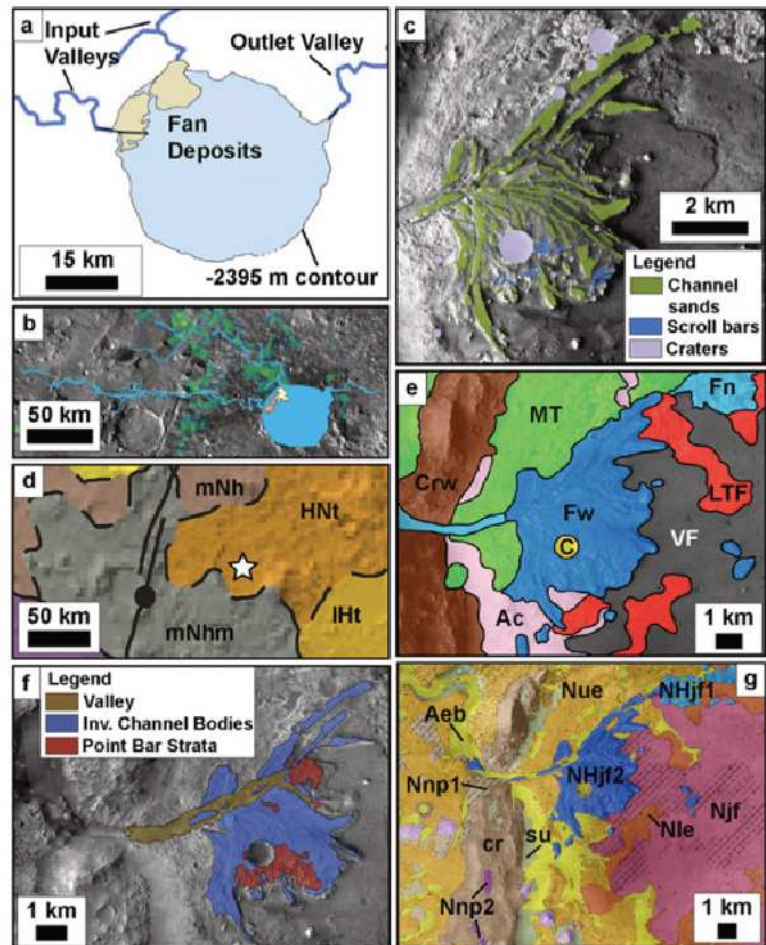 a
Input
Valleys
Outlet Valley
Fan
Deposits
15 km
-2395 m contour
b
50 km
c
2 km
Legend
Channel
sands
Scroll bars
Craters
d
mNh
HNt
50 km
mNhm
lHt
e
MT
Fn
Crw
LTF
Fw
VF
C
Ac
1 km
f
Legend
Valley
Inv. Channel Bodies
Point Bar Strata
1 km
g
Nue
NHjf1
Aeb
NHjf2
Nnp1
Njf
su
Nle
cr
Nnp2
1 km